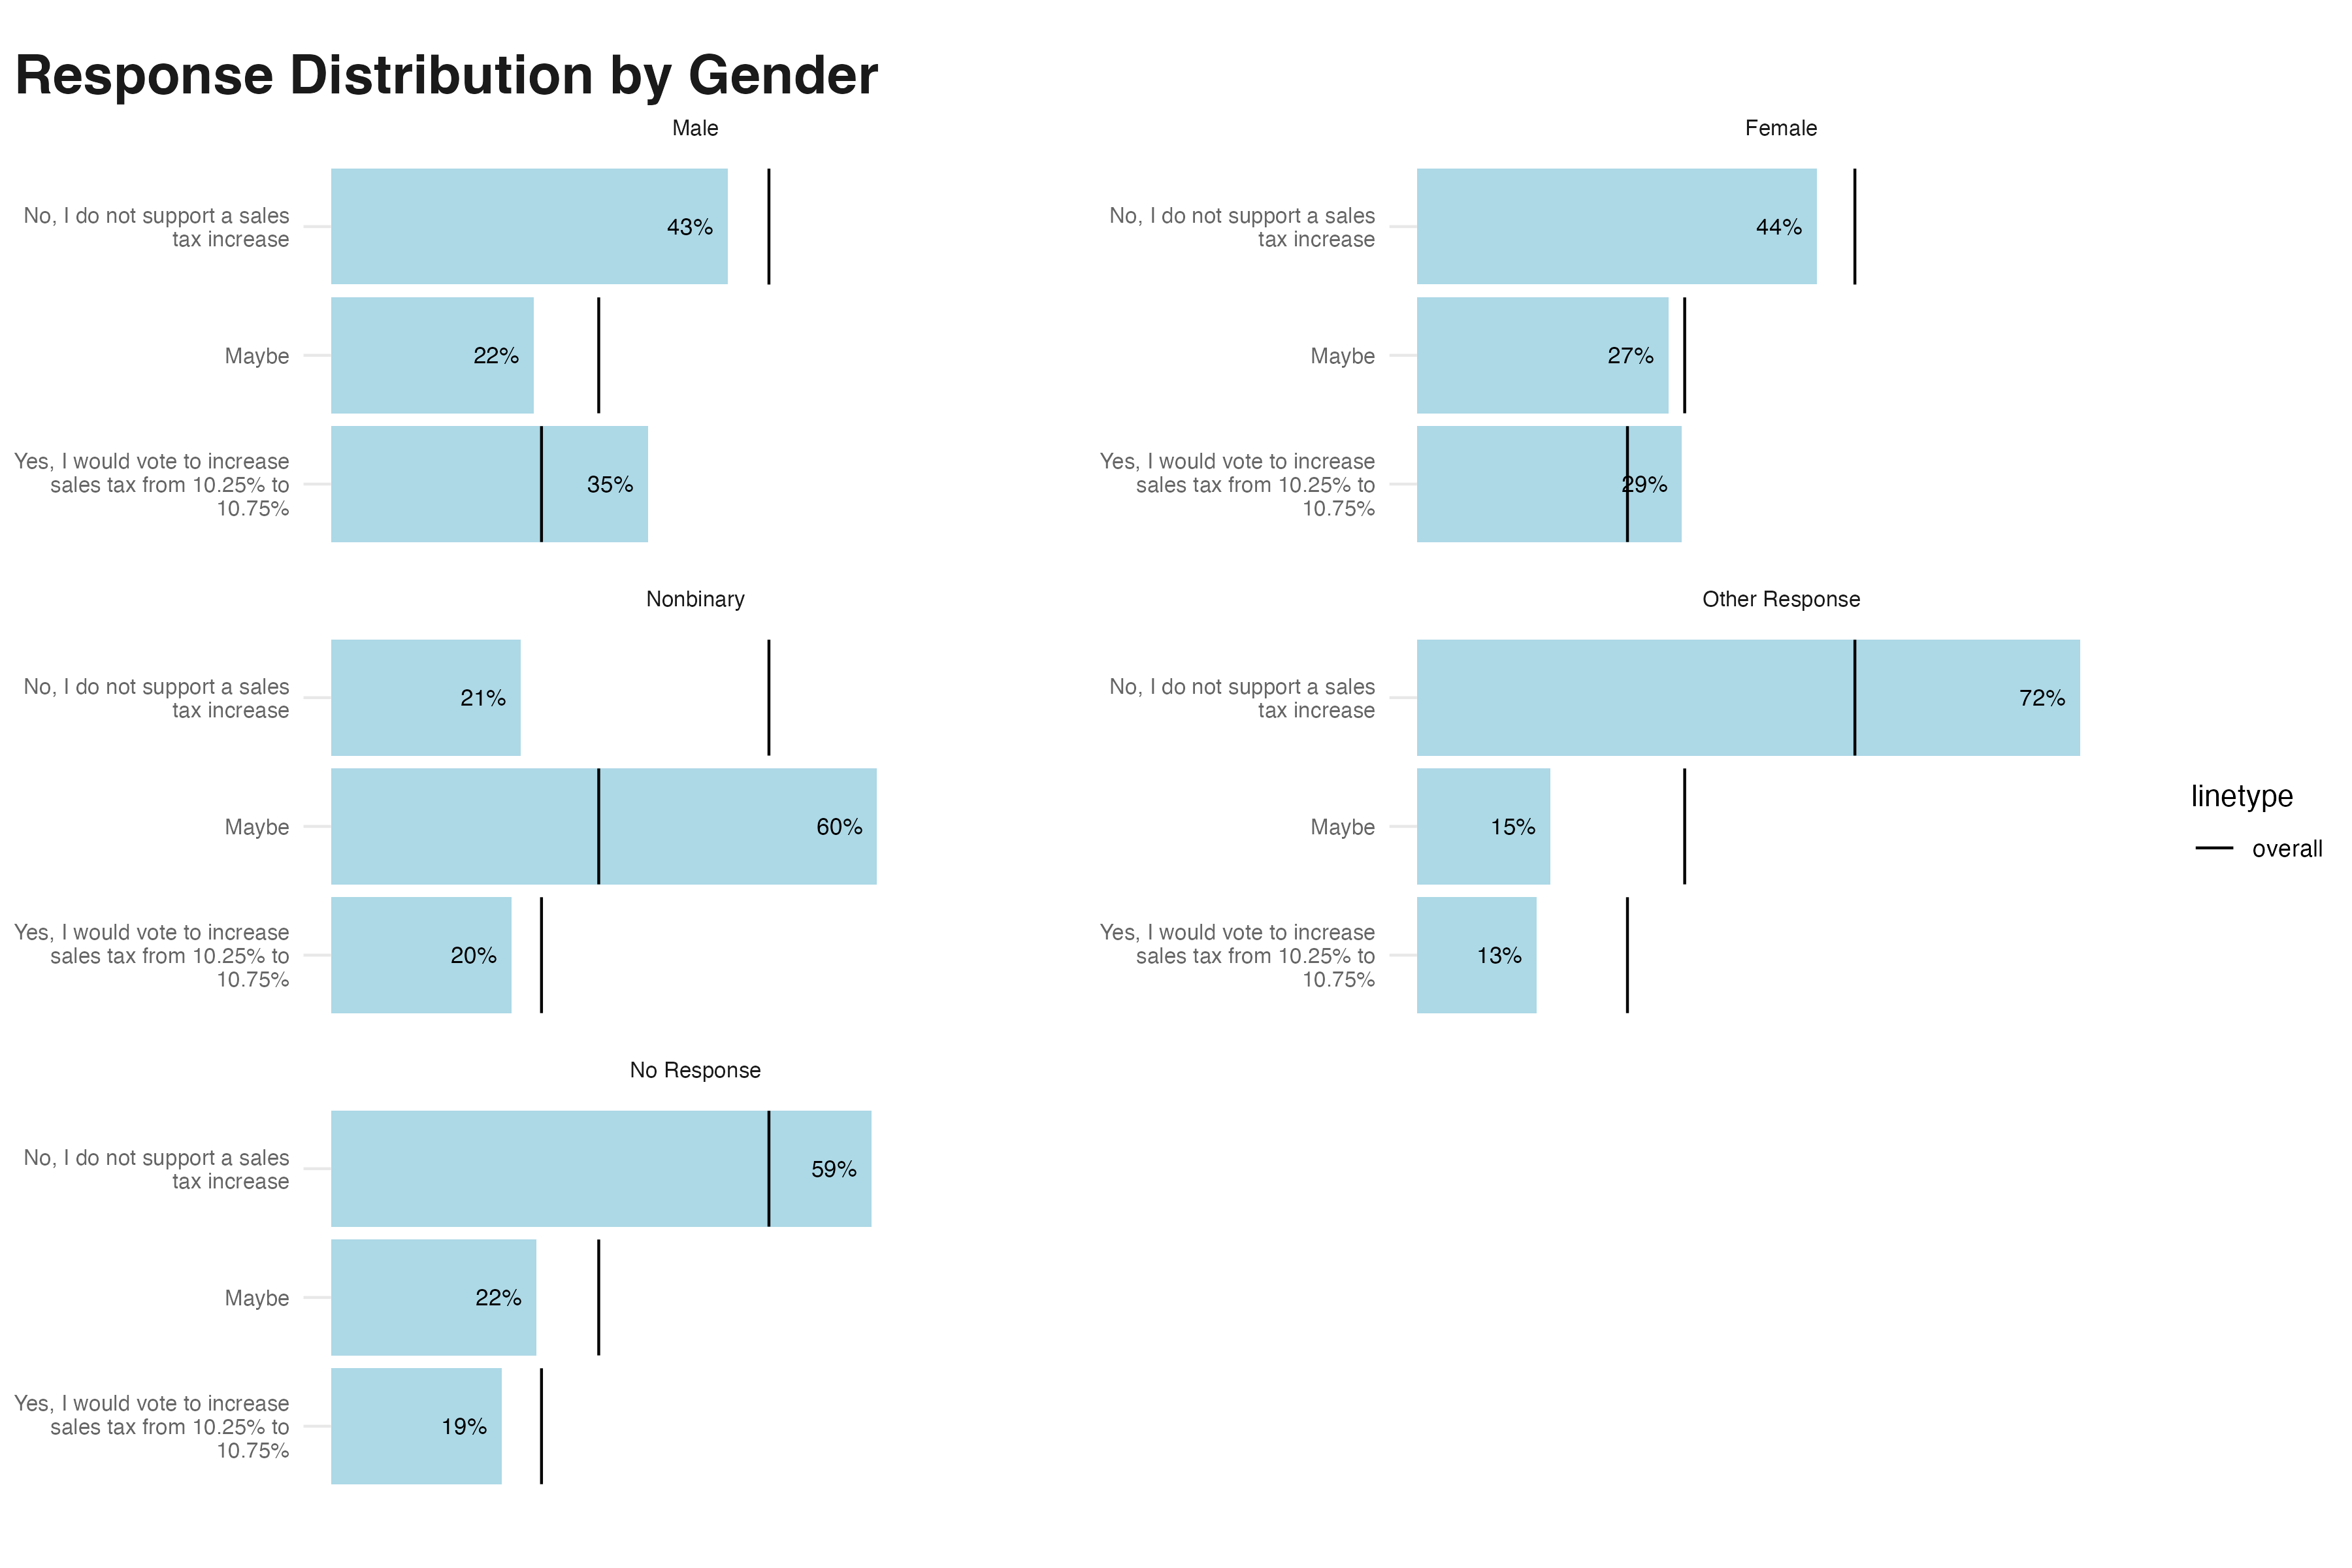 Response Distribution by Gender
Male
No, I do not support a sales
tax increase
43%
Maybe
22%
Yes, I would vote to increase
sales tax from 10.25% to
10.75%
35%
Female
No, I do not support a sales
tax increase
44%
Maybe
27%
Yes, I would vote to increase
sales tax from 10.25% to
10.75%
29%
Nonbinary
No, I do not support a sales
tax increase
21%
Maybe
60%
Yes, I would vote to increase
sales tax from 10.25% to
10.75%
20%
Other Response
No, I do not support a sales
tax increase
72%
Maybe
15%
Yes, I would vote to increase
sales tax from 10.25% to
10.75%
13%
No Response
No, I do not support a sales
tax increase
59%
Maybe
22%
Yes, I would vote to increase
sales tax from 10.25% to
10.75%
19%
linetype
overall